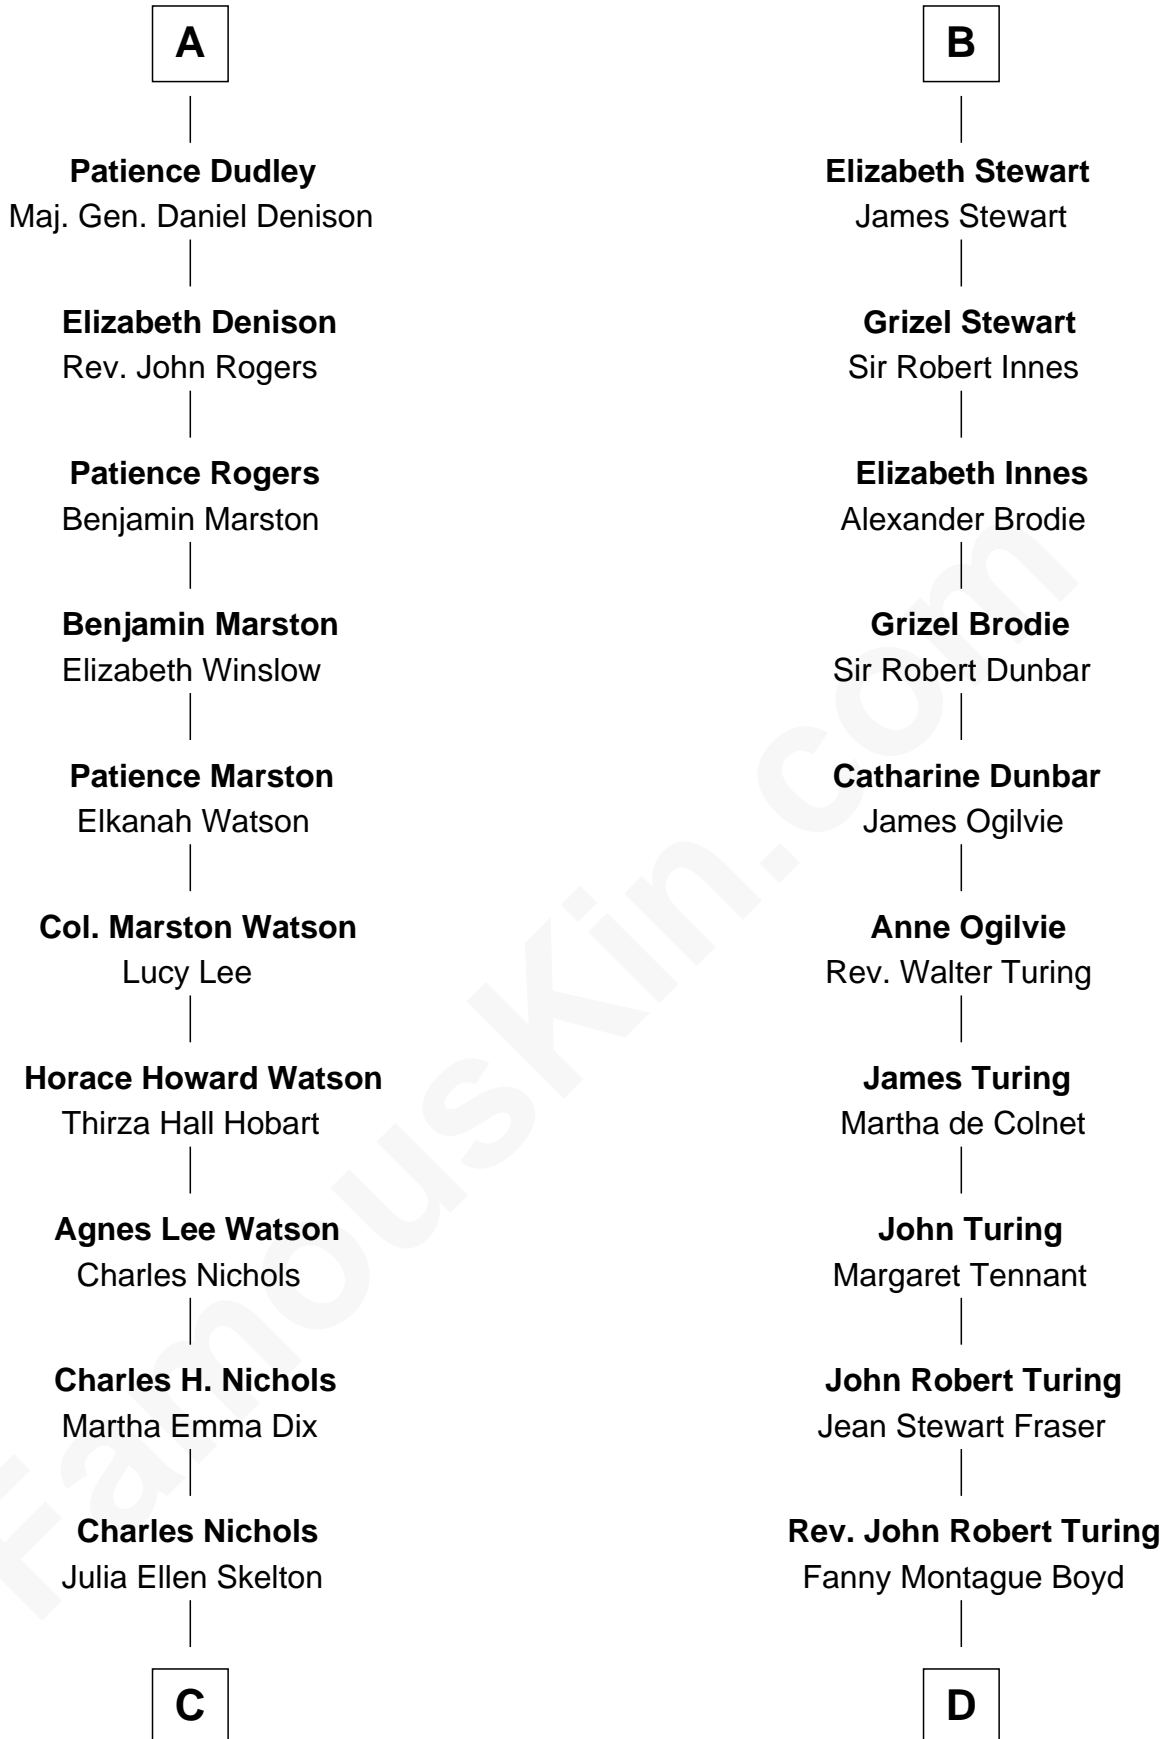 A
Patience Dudley
Maj. Gen. Daniel Denison
Elizabeth Denison
Rev. John Rogers
Patience Rogers
Benjamin Marston
Benjamin Marston
Elizabeth Winslow
Patience Marston
Elkanah Watson
Col. Marston Watson
Lucy Lee
Horace Howard Watson
Thirza Hall Hobart
Agnes Lee Watson
Charles Nichols
Charles H. Nichols
Martha Emma Dix
Charles Nichols
Julia Ellen Skelton
C
B
Elizabeth Stewart
James Stewart
Grizel Stewart
Sir Robert Innes
Elizabeth Innes
Alexander Brodie
Grizel Brodie
Sir Robert Dunbar
Catharine Dunbar
James Ogilvie
Anne Ogilvie
Rev. Walter Turing
James Turing
Martha de Colnet
John Turing
Margaret Tennant
John Robert Turing
Jean Stewart Fraser
Rev. John Robert Turing
Fanny Montague Boyd
D
FamousKin.com